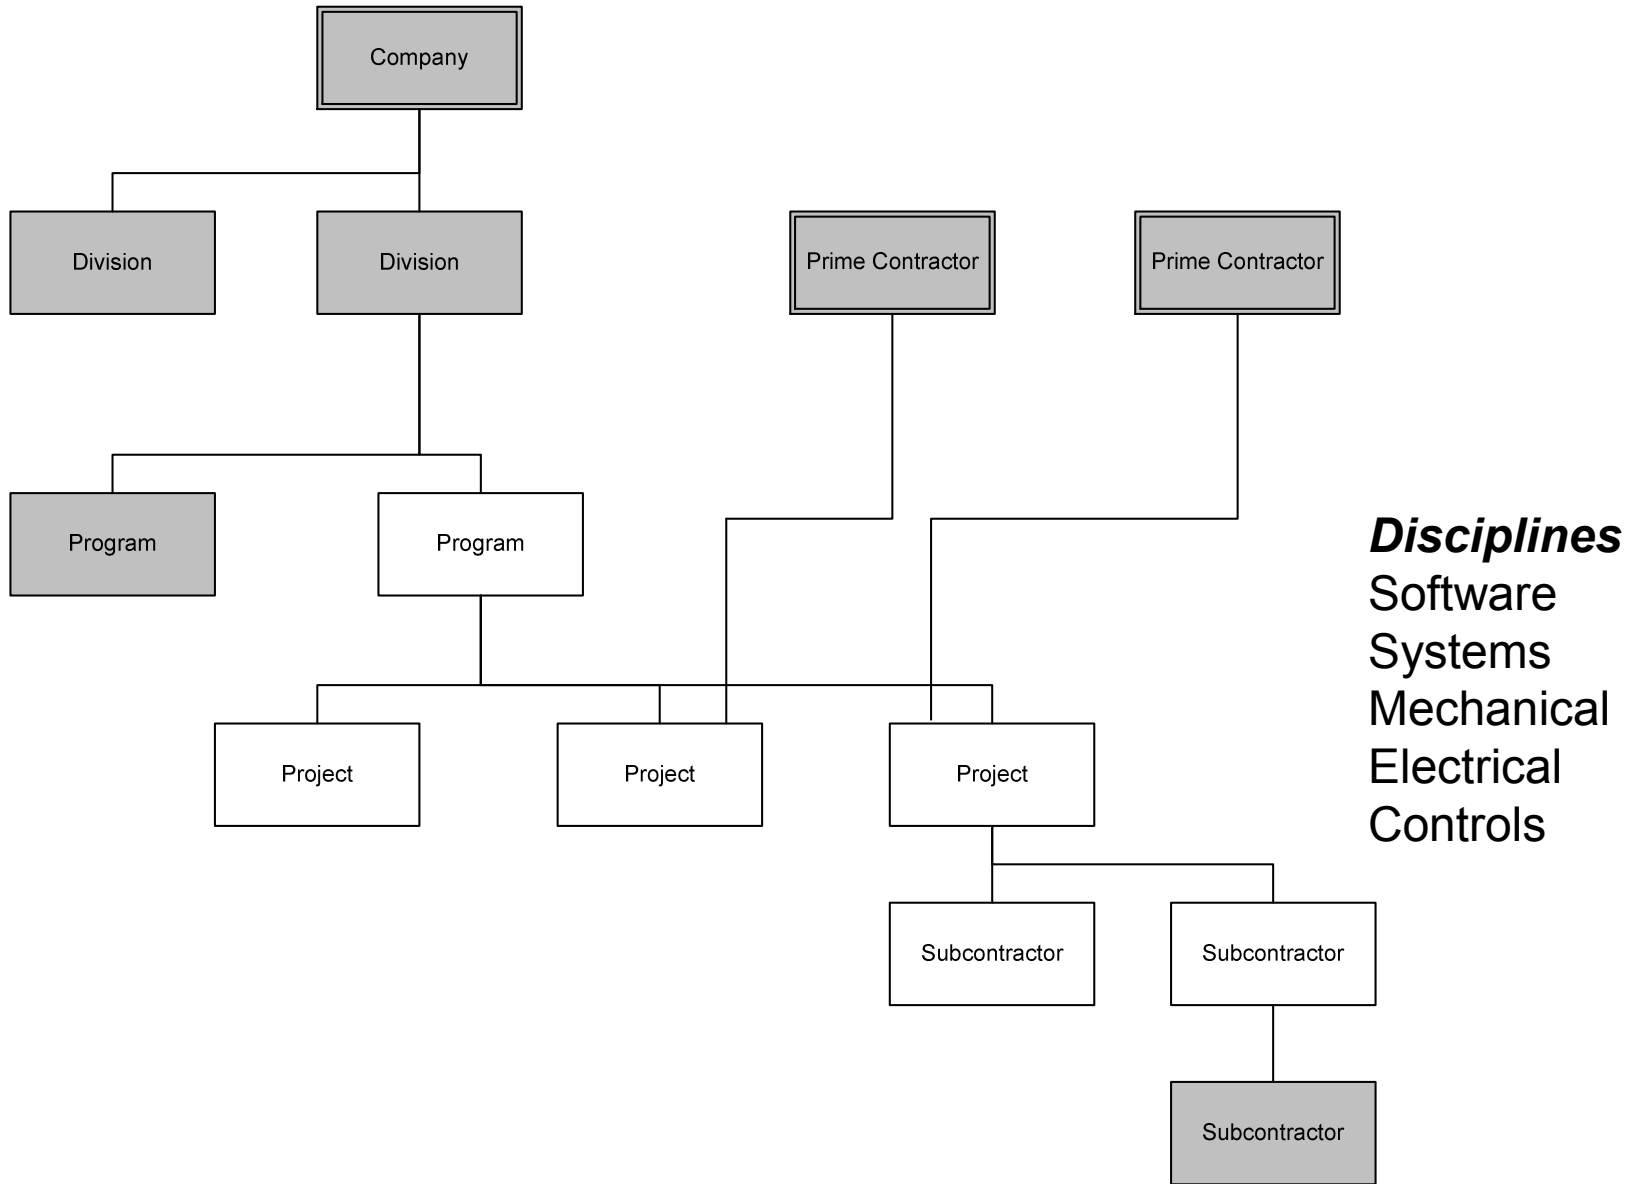 Company
Division
Division
Prime Contractor
Prime Contractor
Program
Program
Project
Project
Project
Subcontractor
Subcontractor
Subcontractor
Disciplines
Software
Systems
Mechanical
Electrical
Controls